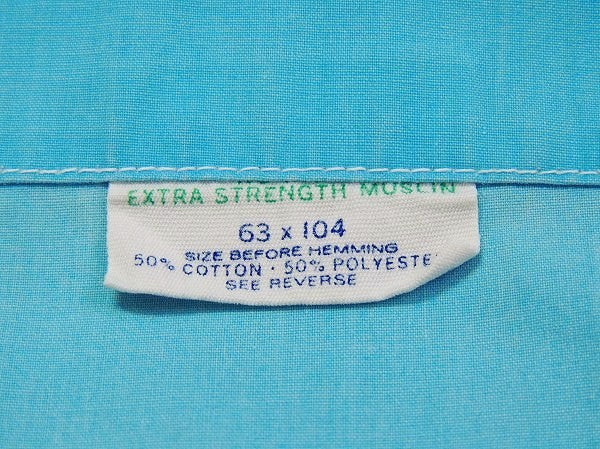 EXTRA STRENGTH MUSLIN
63 x 104
SIZE BEFORE HEMMING
50% COTTON · 50% POLYESTE
SEE REVERSE